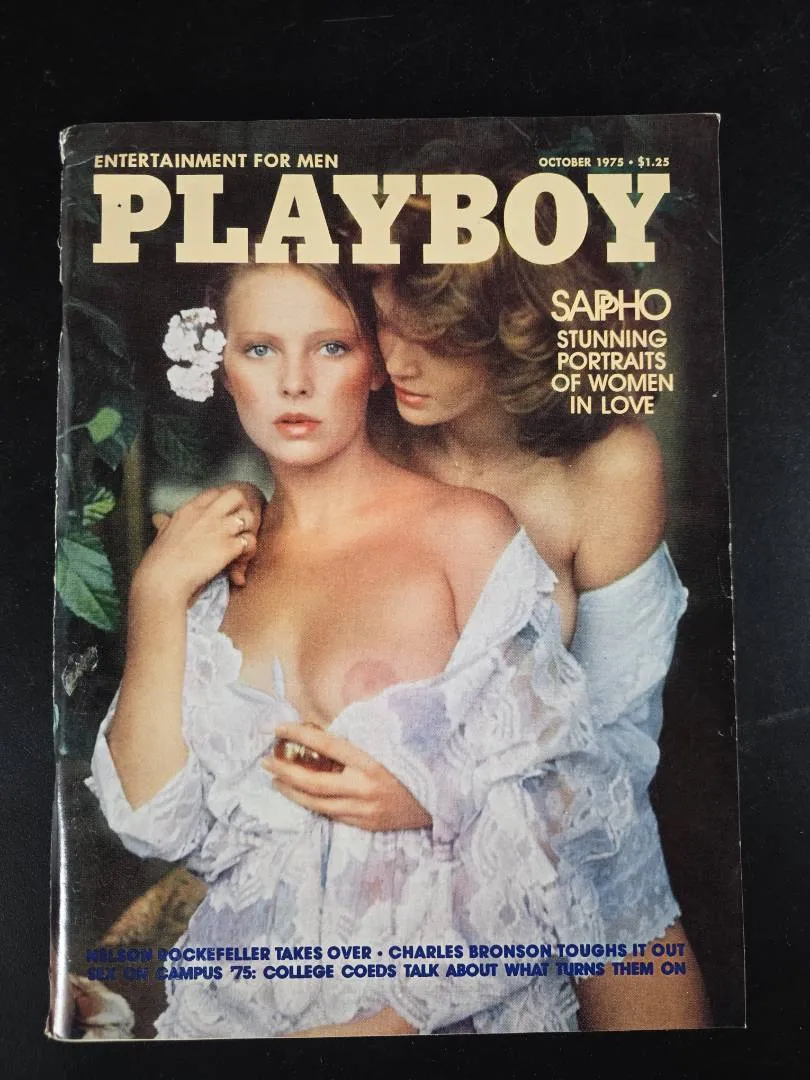 ENTERTAINMENT FOR MEN
OCTOBER 1975 • $1.25
PLAYBOY
SAPPHO
STUNNING
PORTRAITS
OF WOMEN
IN LOVE
NELSON ROCKEFELLER TAKES OVER • CHARLES BRONSON TOUGHS IT OUT
SEX ON CAMPUS '75: COLLEGE COEDS TALK ABOUT WHAT TURNS THEM ON